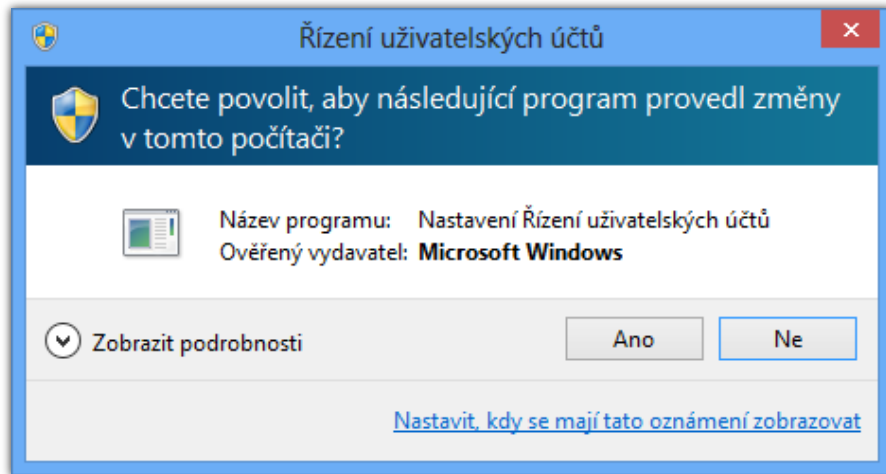 Řízení uživatelských účtů
Chcete povolit, aby následující program provedl změny
v tomto počítači?
Název programu: Nastavení Řízení uživatelských účtů
Ověřený vydavatel: Microsoft Windows
Zobrazit podrobnosti
Ano
Ne
Nastavit, kdy se mají tato oznámení zobrazovat